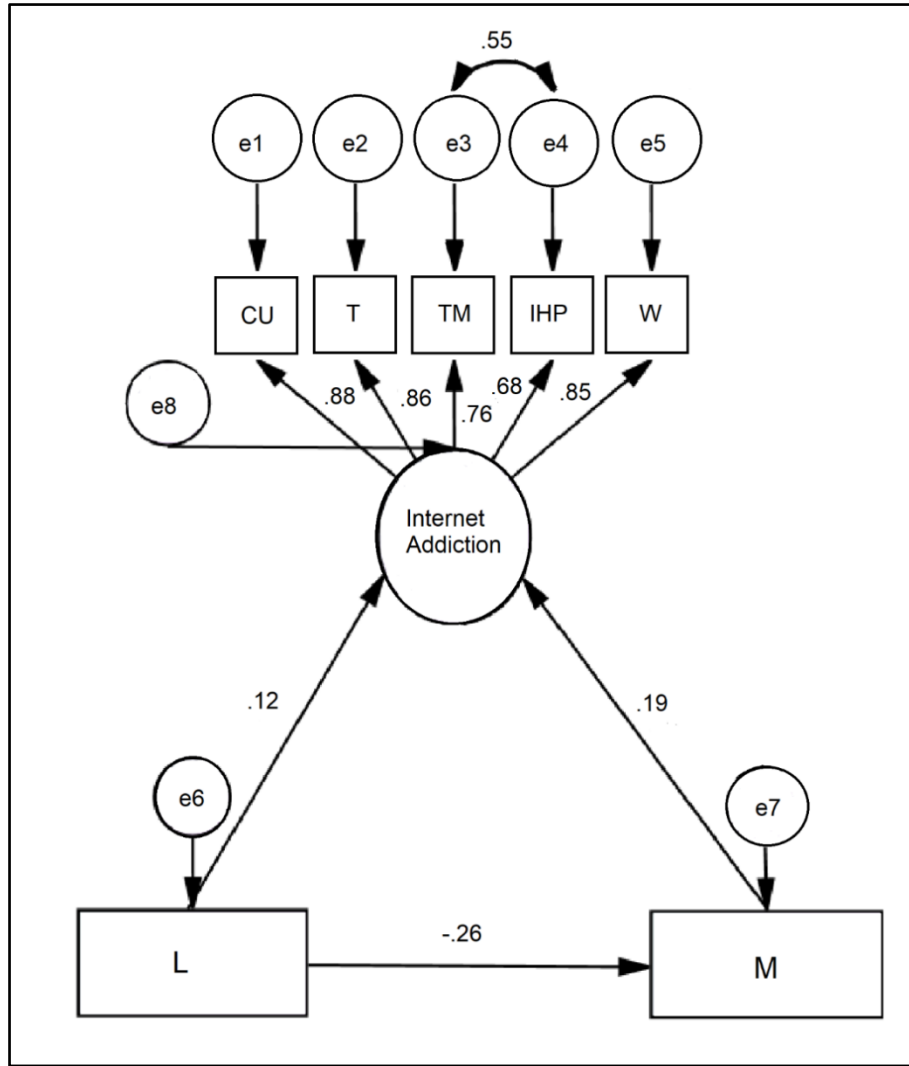 .55
e1 e2 e3 e4 e5
CU T TM IHP W
e8
.88 .86 .76 .68 .85
Internet
Addiction
.12 .19
e6 e7
-.26
L M